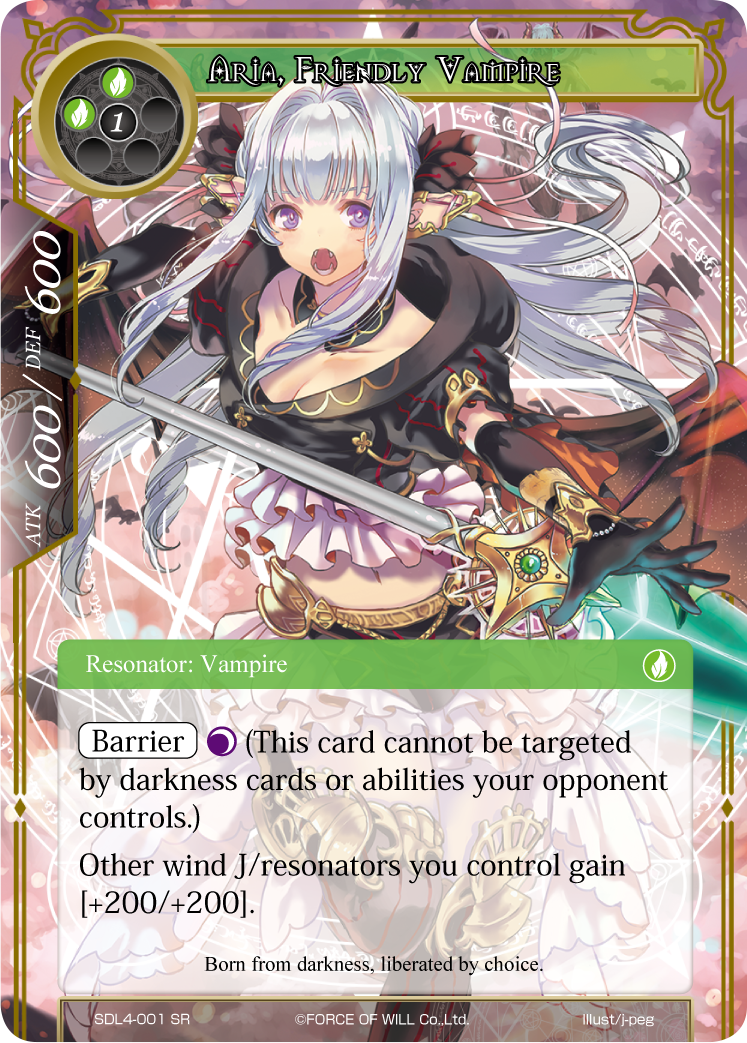 Aria, Friendly Vampire
1
ATK 600 / DEF 600
Resonator: Vampire
Barrier (This card cannot be targeted
by darkness cards or abilities your opponent
controls.)
Other wind J/resonators you control gain
[+200/+200].
Born from darkness, liberated by choice.
SDL4-001 SR ©FORCE OF WILL Co.,Ltd. Illust/j-peg